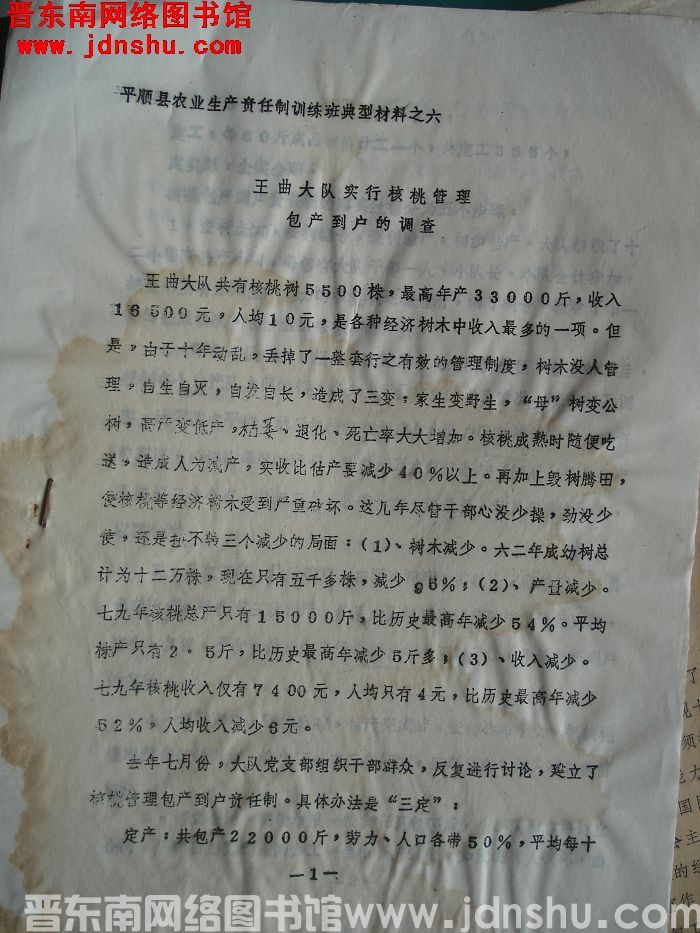 晋东南网络图书馆
www.jdnshu.com
平顺县农业生产责任制训练班典型材料之六
王曲大队实行核桃管理
包产到户的调查
王曲大队共有核桃树5500株，最高年产33000斤，收入
16500元，人均10元，是各种经济树木中收入最多的一项。但
是，由于十年动乱，丢掉了一整套行之有效的管理制度，树木没人管
理，自生自灭，自发自长，造成了三变：家生变野生，“母”树变公
树，高产变低产，枯萎、退化、死亡率大大增加。核桃成熟时随便吃
送，造成人为减产，实收比估产要减少40%以上。再加上毁树腾田，
使核桃等经济树木受到严重破坏。这几年尽管干部心没少操，劲没少
使，还是扭不转三个减少的局面：（1）、树木减少。六二年成幼树总
计为十二万株，现在只有五千多株，减少95%；（2）、产量减少。
七九年核桃总产只有15000斤，比历史最高年减少54%。平均
株产只有2．5斤，比历史最高年减少5斤多；（3）、收入减少。
七九年核桃收入仅有7400元，人均只有4元，比历史最高年减少
52%，人均收入减少6元。
去年七月份，大队党支部组织干部群众，反复进行讨论，建立了
核桃管理包产到户责任制。具体办法是“三定”：
定产：共包产22000斤，劳力、人口各带50%，平均每十
—1—
晋东南网络图书馆 www.jdnshu.com